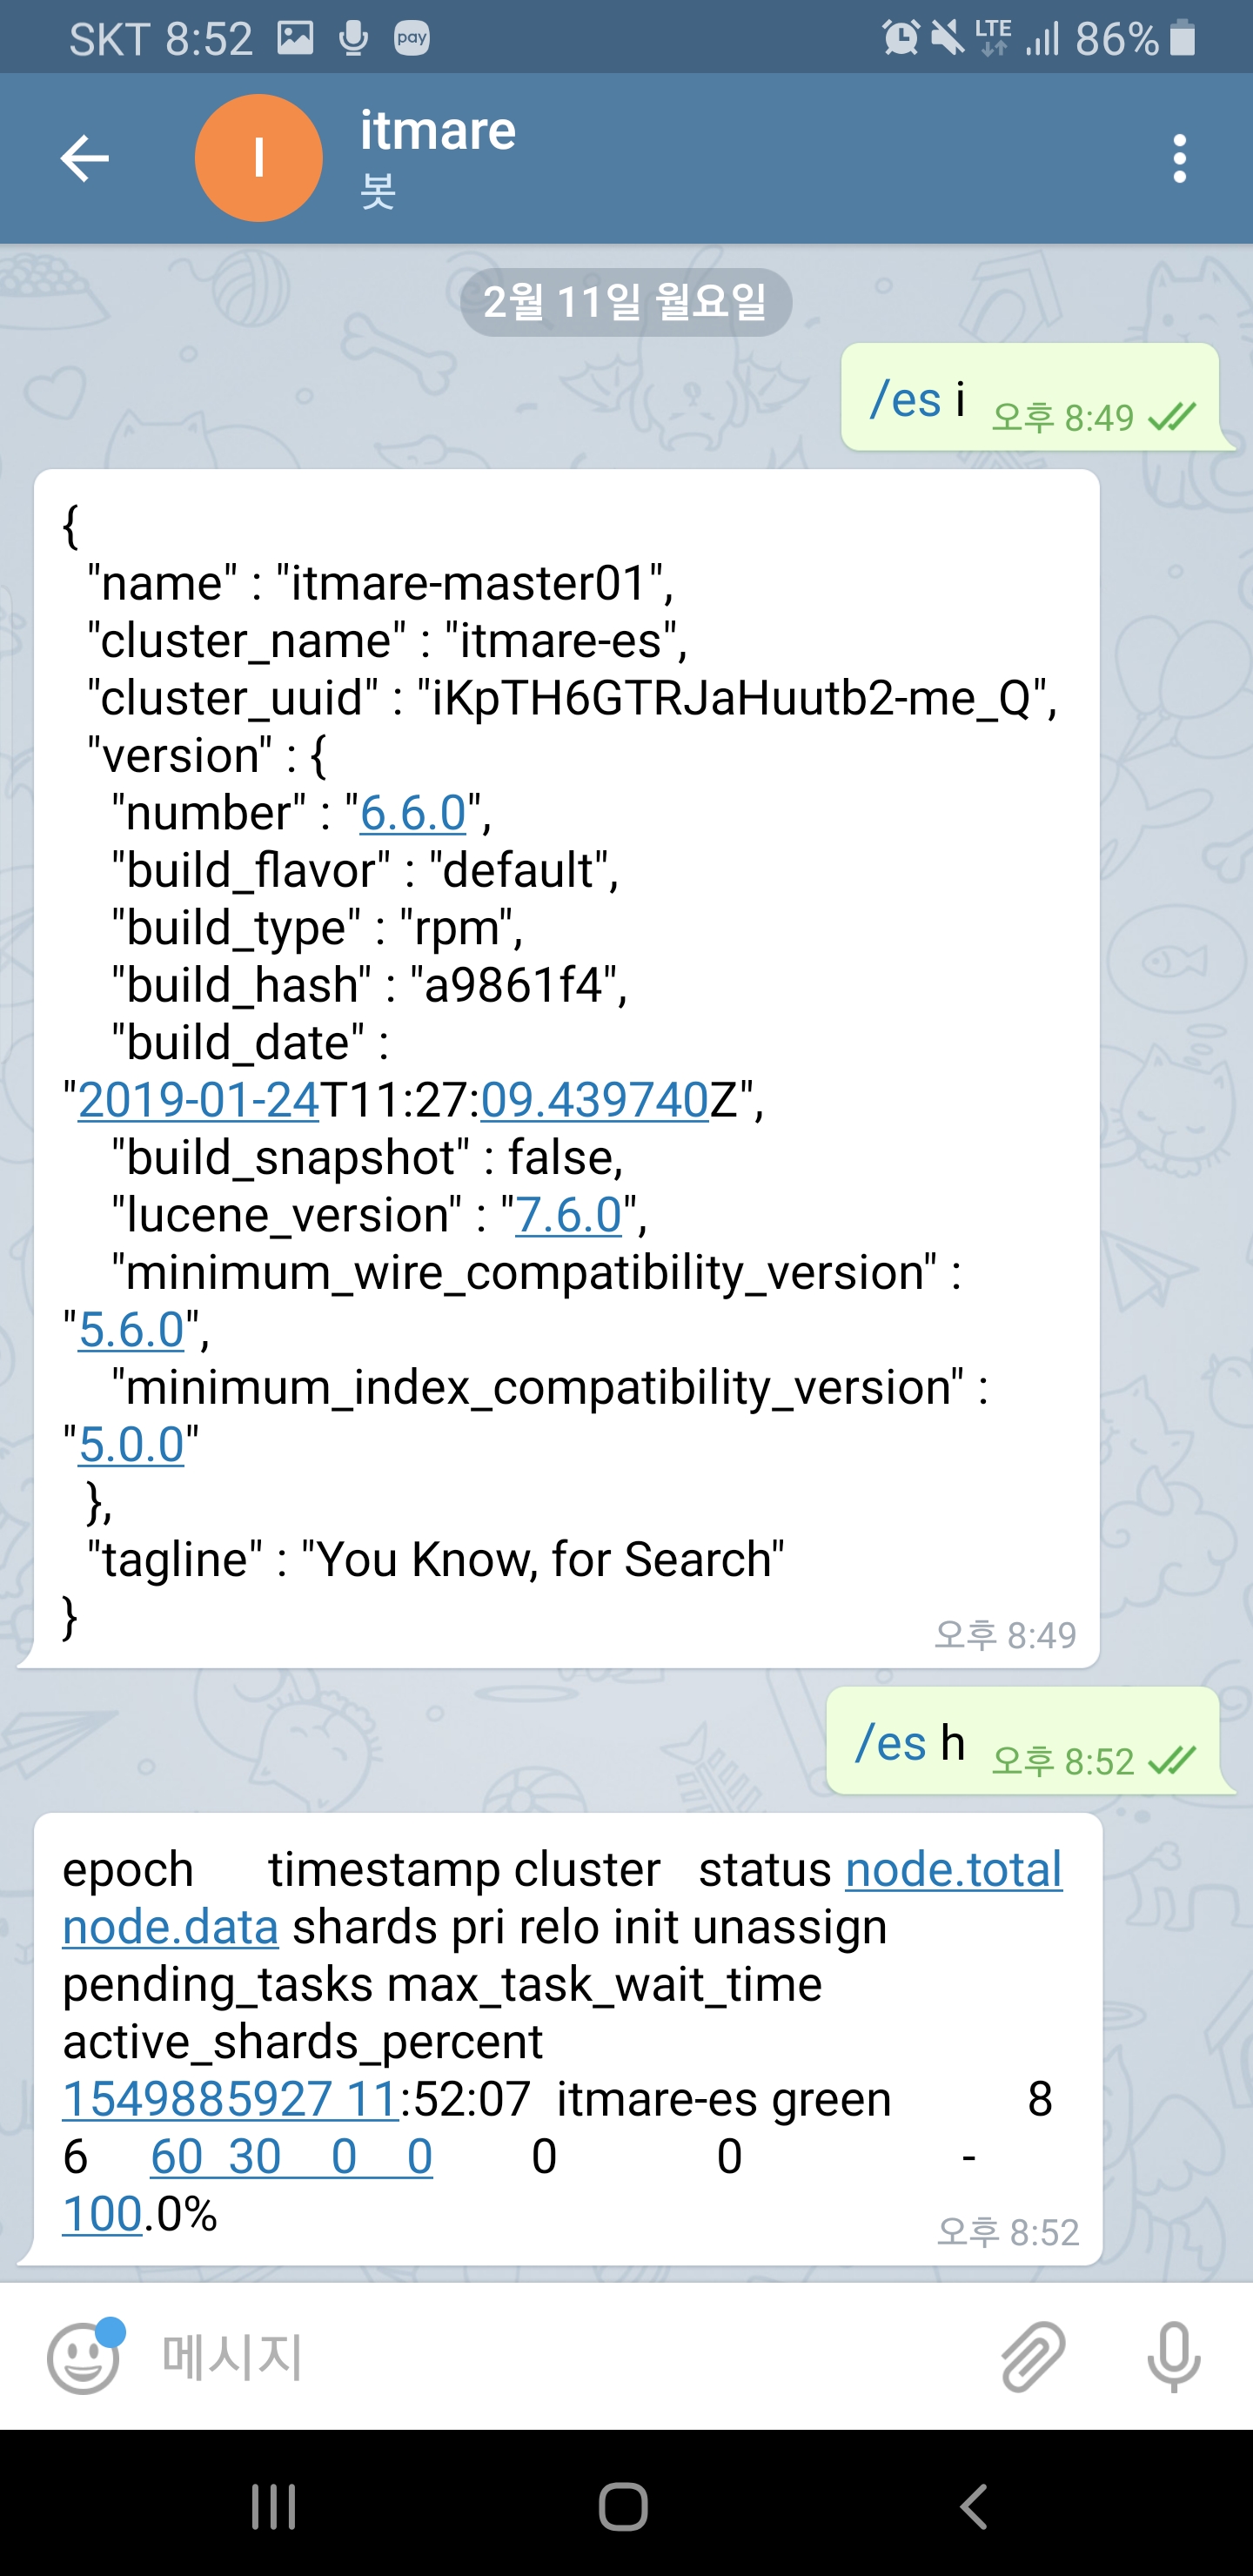 SKT 8:52 pay LTE 86%
I
itmare
봇
2월 11일 월요일
/es i 오후 8:49
{
"name" : "itmare-master01",
"cluster_name" : "itmare-es",
"cluster_uuid" : "iKpTH6GTRJaHuutb2-me_Q",
"version" : {
"number" : "6.6.0",
"build_flavor" : "default",
"build_type" : "rpm",
"build_hash" : "a9861f4",
"build_date" :
"2019-01-24T11:27:09.439740Z",
"build_snapshot" : false,
"lucene_version" : "7.6.0",
"minimum_wire_compatibility_version" :
"5.6.0",
"minimum_index_compatibility_version" :
"5.0.0"
},
"tagline" : "You Know, for Search"
}
오후 8:49
/es h 오후 8:52
epoch timestamp cluster status node.total
node.data shards pri relo init unassign
pending_tasks max_task_wait_time
active_shards_percent
1549885927 11:52:07 itmare-es green 8
6 60 30 0 0 0 0 -
100.0%
오후 8:52
메시지